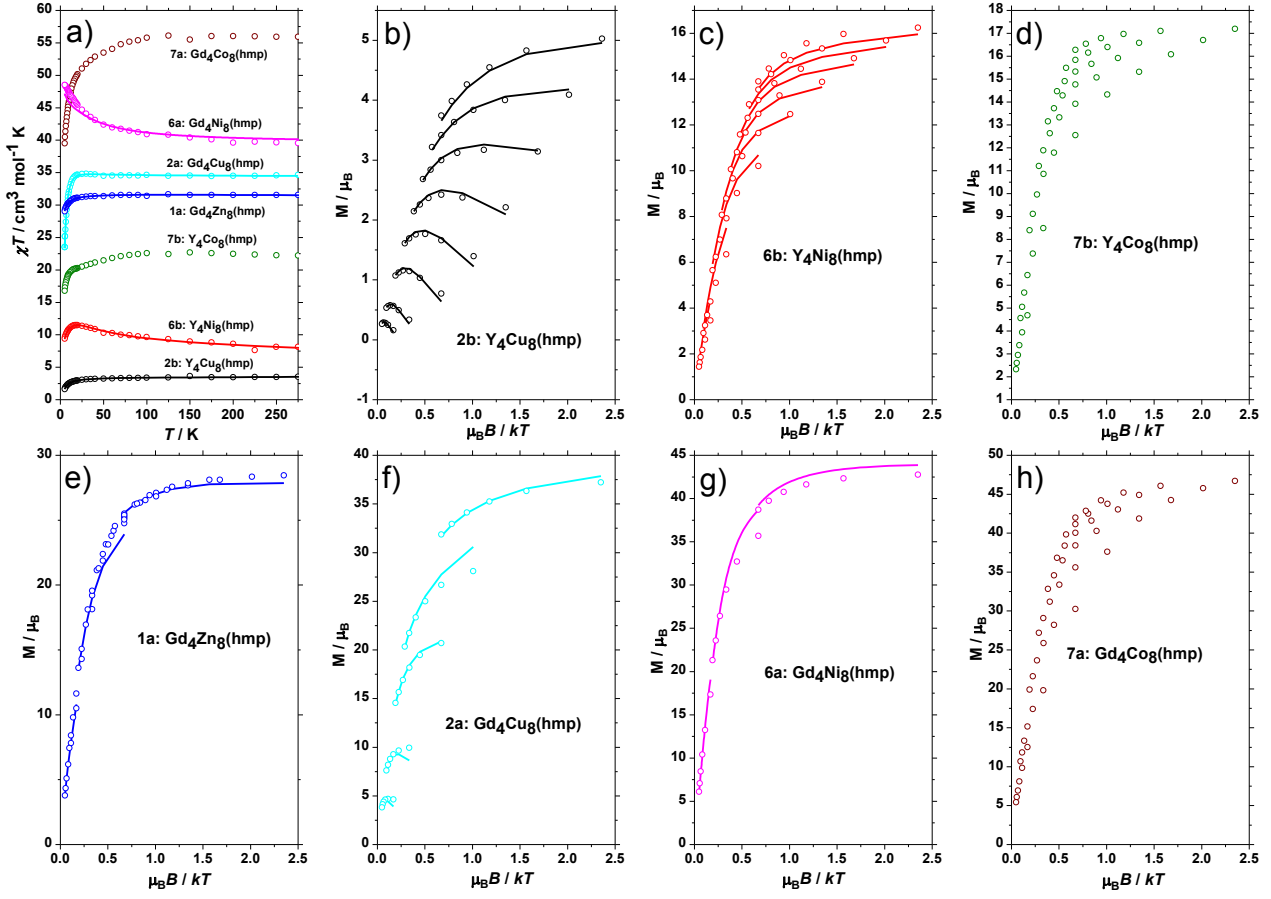 a)
χT / cm³ mol⁻¹ K
60
55
50
45
40
35
30
25
20
15
10
5
0
7a: Gd₄Co₈(hmp)
6a: Gd₄Ni₈(hmp)
2a: Gd₄Cu₈(hmp)
1a: Gd₄Zn₈(hmp)
7b: Y₄Co₈(hmp)
6b: Y₄Ni₈(hmp)
2b: Y₄Cu₈(hmp)
0 50 100 150 200 250
T / K
b)
M / μB
5
4
3
2
1
0
-1
2b: Y₄Cu₈(hmp)
0.0 0.5 1.0 1.5 2.0 2.5
μBB / kT
c)
M / μB
16
14
12
10
8
6
4
2
0
6b: Y₄Ni₈(hmp)
0.0 0.5 1.0 1.5 2.0 2.5
μBB / kT
d)
M / μB
18
17
16
15
14
13
12
11
10
9
8
7
6
5
4
3
2
1
7b: Y₄Co₈(hmp)
0.0 0.5 1.0 1.5 2.0 2.5
μBB / kT
e)
M / μB
30
20
10
0
1a: Gd₄Zn₈(hmp)
0.0 0.5 1.0 1.5 2.0 2.5
μBB / kT
f)
M / μB
40
35
30
25
20
15
10
5
0
2a: Gd₄Cu₈(hmp)
0.0 0.5 1.0 1.5 2.0 2.5
μBB / kT
g)
M / μB
45
40
35
30
25
20
15
10
5
0
6a: Gd₄Ni₈(hmp)
0.0 0.5 1.0 1.5 2.0 2.5
μBB / kT
h)
M / μB
50
45
40
35
30
25
20
15
10
5
0
7a: Gd₄Co₈(hmp)
0.0 0.5 1.0 1.5 2.0 2.5
μBB / kT